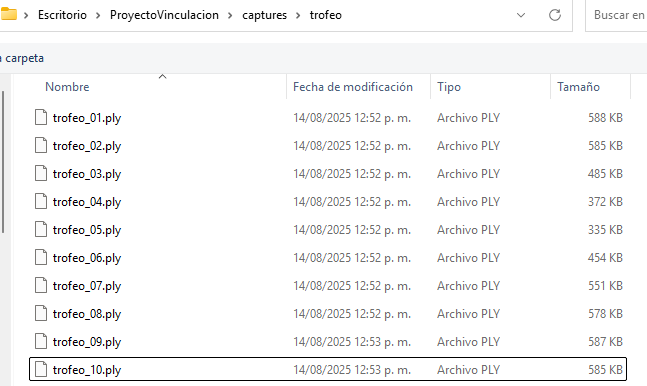 Escritorio > ProyectoVinculacion > captures > trofeo Buscar en
a carpeta
Nombre Fecha de modificación Tipo Tamaño
trofeo_01.ply 14/08/2025 12:52 p. m. Archivo PLY 588 KB
trofeo_02.ply 14/08/2025 12:52 p. m. Archivo PLY 585 KB
trofeo_03.ply 14/08/2025 12:52 p. m. Archivo PLY 485 KB
trofeo_04.ply 14/08/2025 12:52 p. m. Archivo PLY 372 KB
trofeo_05.ply 14/08/2025 12:52 p. m. Archivo PLY 335 KB
trofeo_06.ply 14/08/2025 12:52 p. m. Archivo PLY 454 KB
trofeo_07.ply 14/08/2025 12:52 p. m. Archivo PLY 551 KB
trofeo_08.ply 14/08/2025 12:52 p. m. Archivo PLY 578 KB
trofeo_09.ply 14/08/2025 12:53 p. m. Archivo PLY 587 KB
trofeo_10.ply 14/08/2025 12:53 p. m. Archivo PLY 585 KB